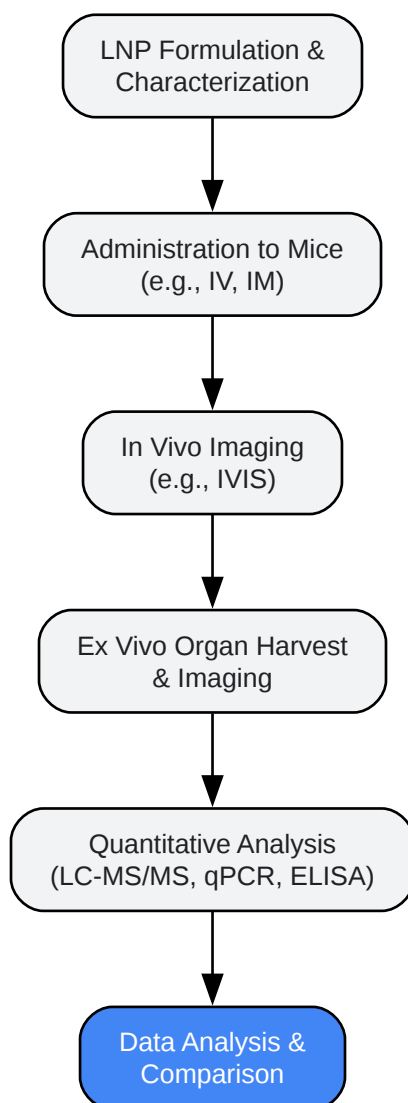 LNP Formulation &
Characterization
Administration to Mice
(e.g., IV, IM)
In Vivo Imaging
(e.g., IVIS)
Ex Vivo Organ Harvest
& Imaging
Quantitative Analysis
(LC-MS/MS, qPCR, ELISA)
Data Analysis &
Comparison